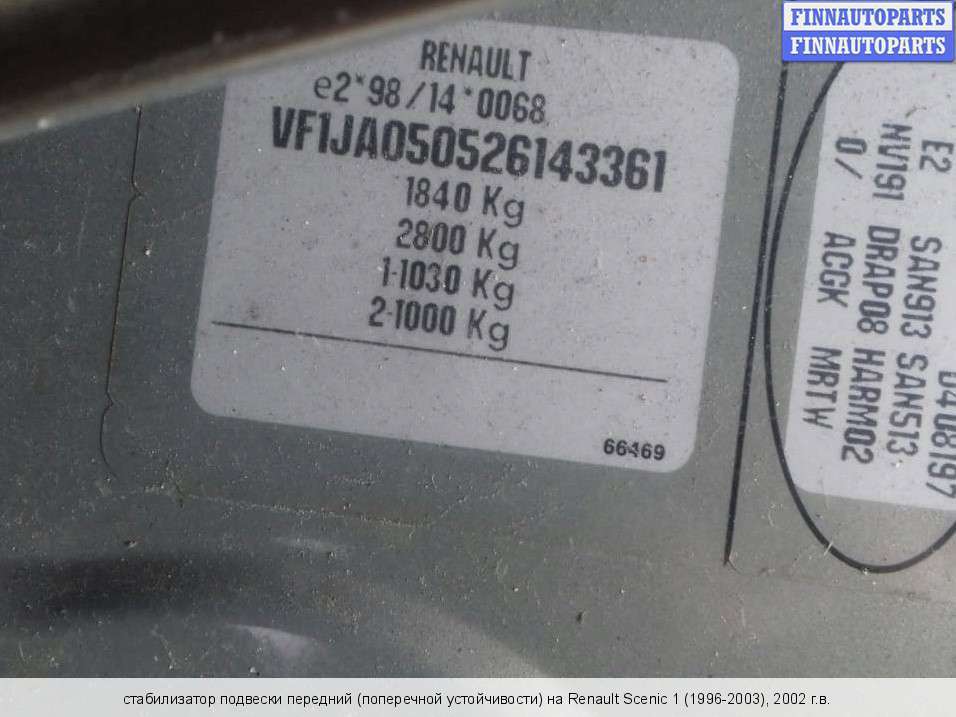 FINNAUTOPARTS
FINNAUTOPARTS
RENAULT
e2*98/14*0068
VF1JA050526143361
1840 Kg
2800 Kg
1-1030 Kg
2-1000 Kg
66469
D408197
E2 SAN913 SAN513
NV191 DRAP08 HARM02
0/ ACGK MRTW
стабилизатор подвески передний (поперечной устойчивости) на Renault Scenic 1 (1996-2003), 2002 г.в.